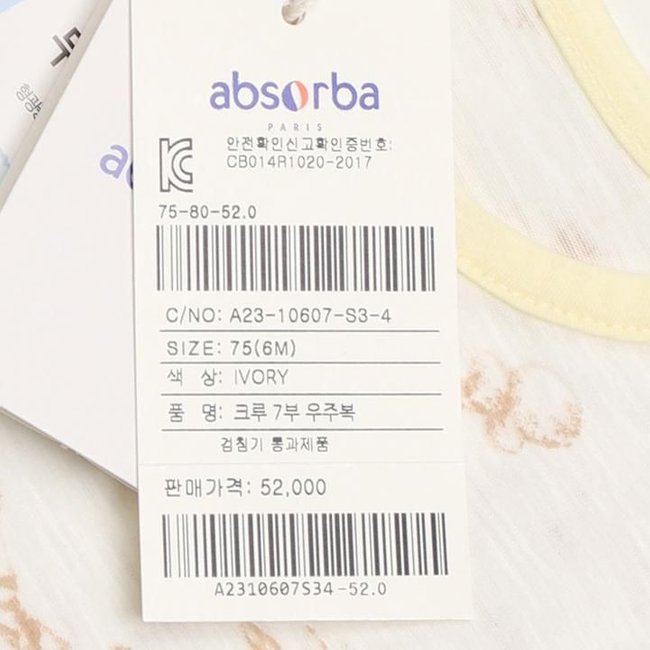 absorba
PARIS
안전확인신고확인증번호:
CB014R1020-2017
75-80-52.0
C/NO: A23-10607-S3-4
SIZE: 75(6M)
색 상: IVORY
품 명: 크루 7부 우주복
검침기 통과제품
판매가격: 52,000
A2310607S34-52.0